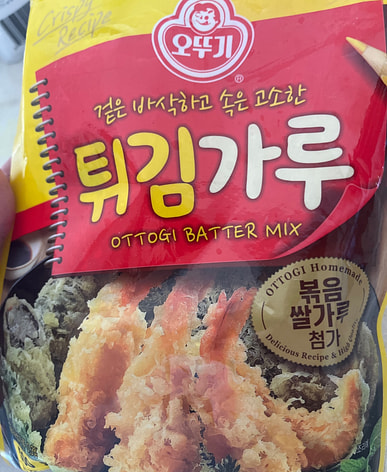 Crispy
Recipe
오뚜기
®
겉은 바삭하고 속은 고소한
튀김가루
OTTOGI BATTER MIX
OTTOGI Homemade
볶음
쌀가루
첨가
Delicious Recipe & High